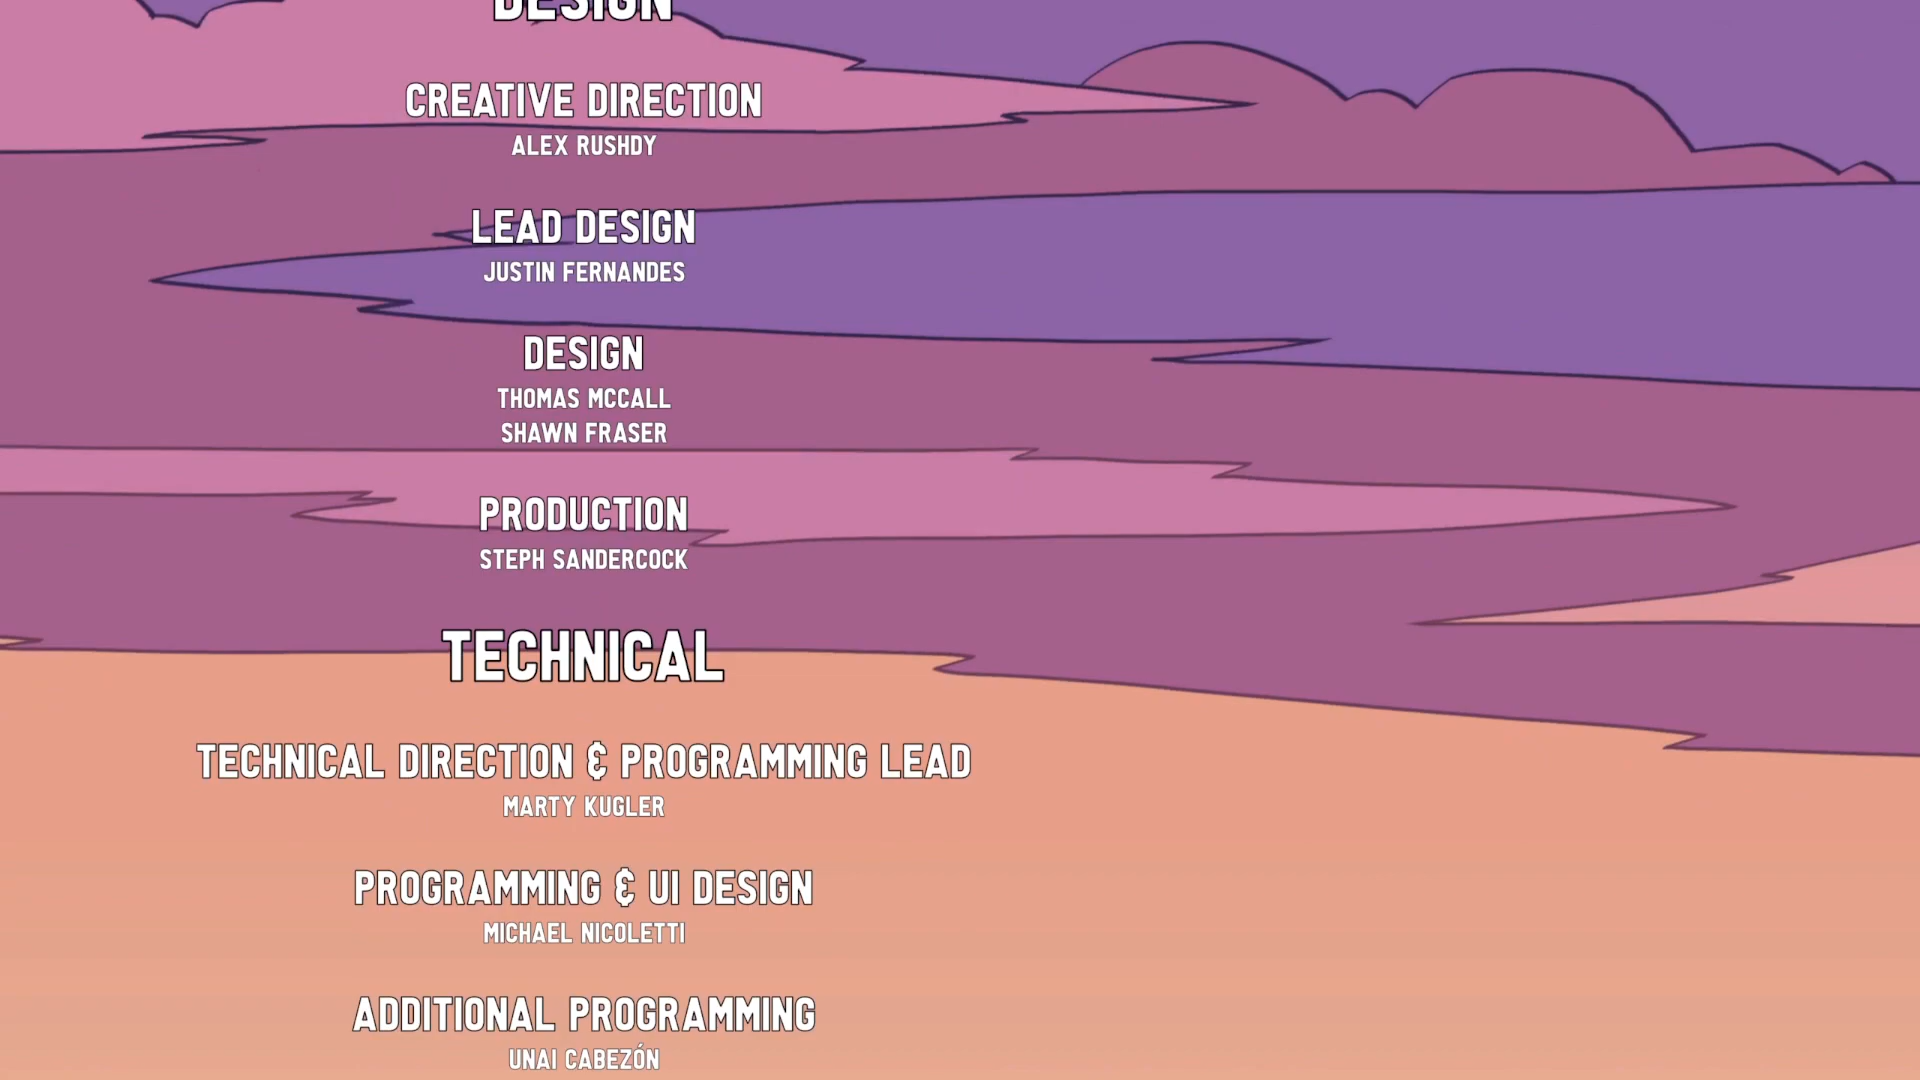 DESIGN
CREATIVE DIRECTION
ALEX RUSHDY
LEAD DESIGN
JUSTIN FERNANDES
DESIGN
THOMAS MCCALL
SHAWN FRASER
PRODUCTION
STEPH SANDERCOCK
TECHNICAL
TECHNICAL DIRECTION & PROGRAMMING LEAD
MARTY KUGLER
PROGRAMMING & UI DESIGN
MICHAEL NICOLETTI
ADDITIONAL PROGRAMMING
UNAI CABEZÓN